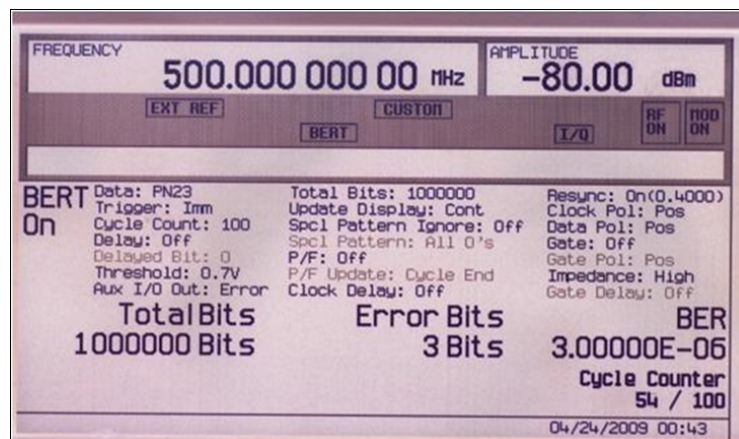 FREQUENCY AMPLITUDE
500.000 000 00 MHz -80.00 dBm
EXT REF CUSTOM RF ON MOD ON
BERT I/Q
BERT On
Data: PN23 Total Bits: 1000000 Resync: On(0.4000)
Trigger: Imm Update Display: Cont Clock Pol: Pos
Cycle Count: 100 Spcl Pattern Ignore: Off Data Pol: Pos
Delay: Off Spcl Pattern: All 0's Gate: Off
Delayed Bit: 0 P/F: Off Gate Pol: Pos
Threshold: 0.7V P/F Update: Cycle End Impedance: High
Aux I/O Out: Error Clock Delay: Off Gate Delay: Off
Total Bits Error Bits BER
1000000 Bits 3 Bits 3.00000E-06
Cycle Counter
54 / 100
04/24/2009 00:43